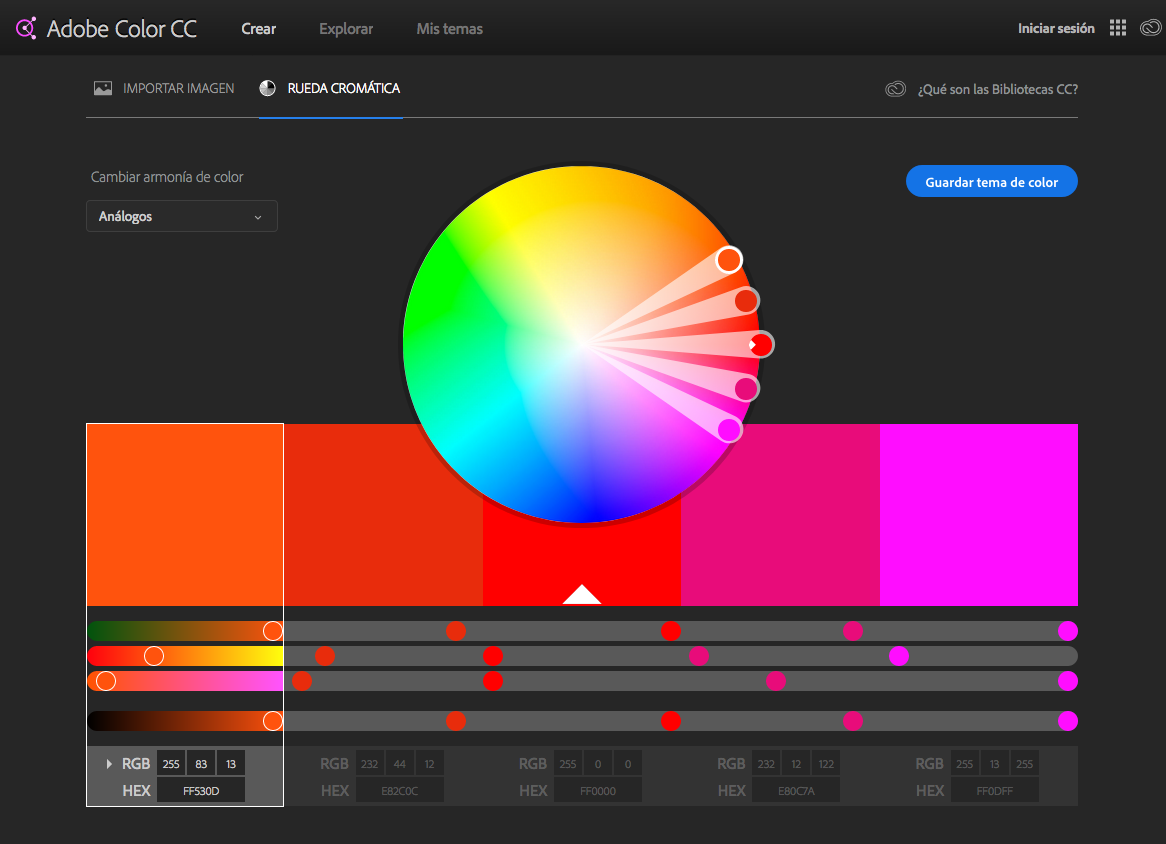 Adobe Color CC Crear Explorar Mis temas Iniciar sesión
IMPORTAR IMAGEN RUEDA CROMÁTICA ¿Qué son las Bibliotecas CC?
Cambiar armonía de color
Guardar tema de color
Análogos
RGB 255 83 13 RGB 232 44 12 RGB 255 0 0 RGB 232 12 122 RGB 255 13 255
HEX FF530D HEX E82C0C HEX FF0000 HEX E80C7A HEX FF0DFF